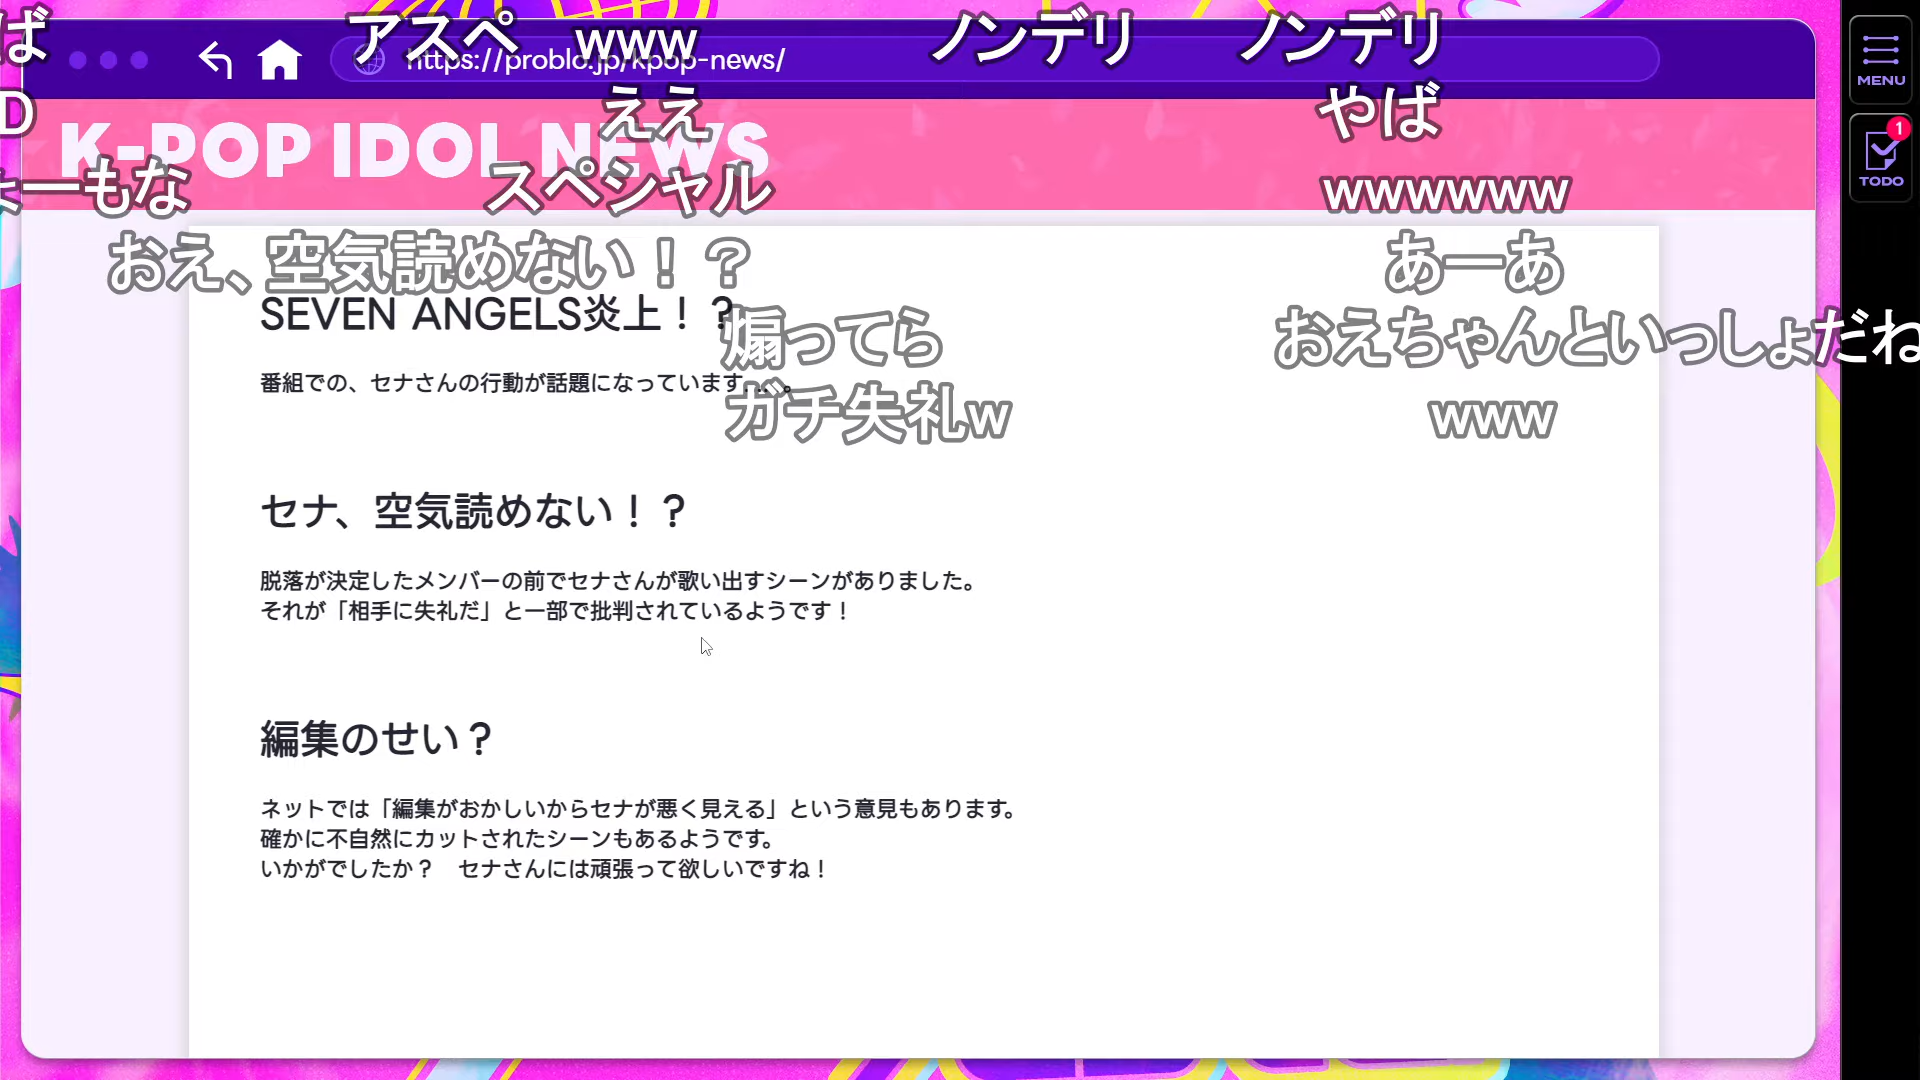 ば
アスペ
www
ノンデリ
ノンデリ
https://problo.jp/kpop-news/
MENU
D
ええ
やば
K-POP IDOL NEWS
1
TODO
ょーもな
スペシャル
wwwwww
おえ、空気読めない！？
あーあ
SEVEN ANGELS炎上！？
煽ってら
おえちゃんといっしょだね
番組での、セナさんの行動が話題になっています...。
ガチ失礼w
www
セナ、空気読めない！？
脱落が決定したメンバーの前でセナさんが歌い出すシーンがありました。
それが「相手に失礼だ」と一部で批判されているようです！
編集のせい？
ネットでは「編集がおかしいからセナが悪く見える」という意見もあります。
確かに不自然にカットされたシーンもあるようです。
いかがでしたか？　セナさんには頑張って欲しいですね！